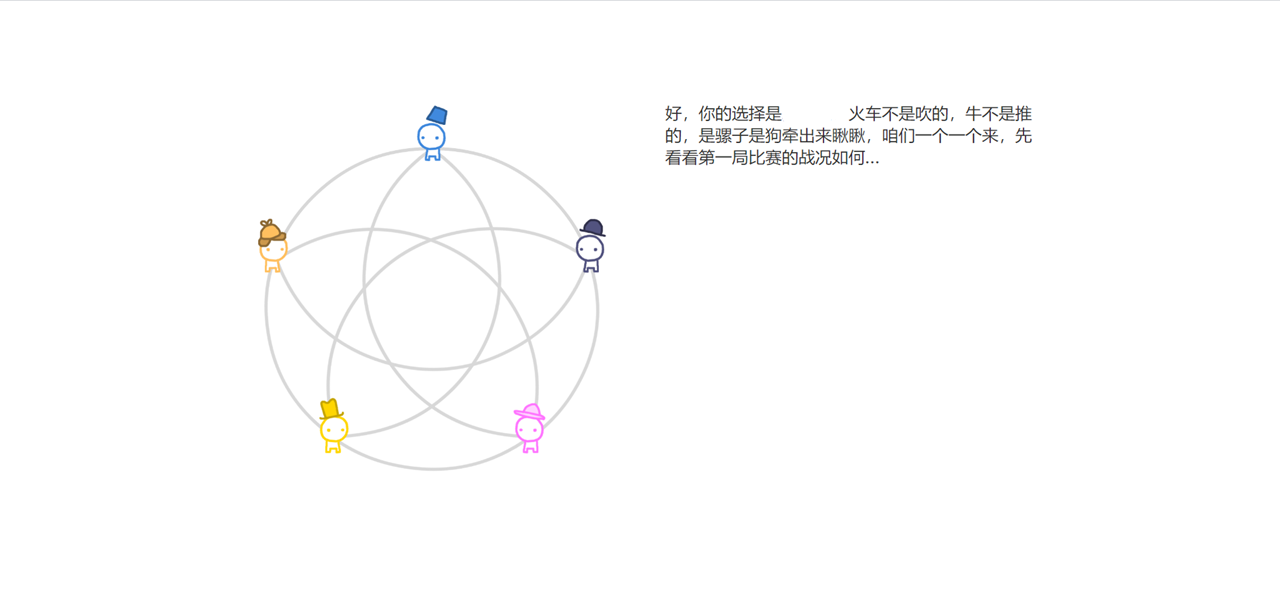 好，你的选择是 火车不是吹的，牛不是推
的，是骡子是狗牵出来瞅瞅，咱们一个一个来，先
看看第一局比赛的战况如何...